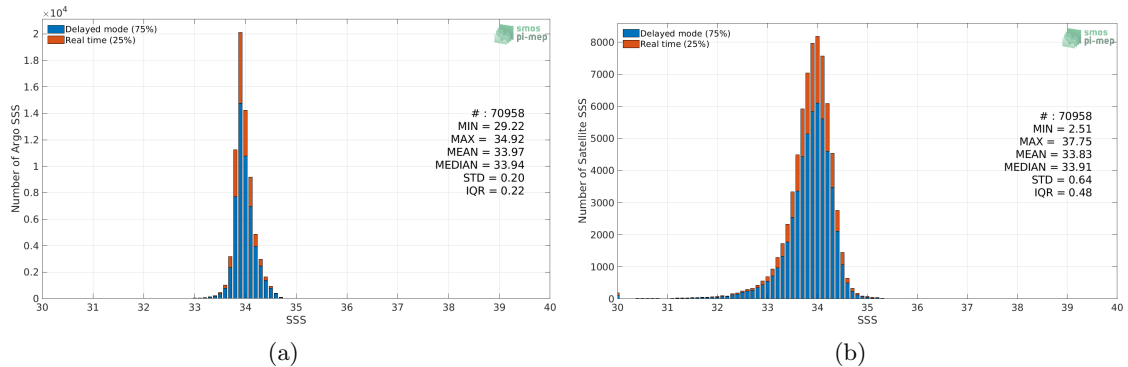 ×10⁴
Delayed mode (75%)
Real time (25%)
smos
pi-mep
Number of Argo SSS
2
1.8
1.6
1.4
1.2
1
0.8
0.6
0.4
0.2
0
# : 70958
MIN = 29.22
MAX = 34.92
MEAN = 33.97
MEDIAN = 33.94
STD = 0.20
IQR = 0.22
30 31 32 33 34 35 36 37 38 39 40
SSS
(a)
Delayed mode (75%)
Real time (25%)
smos
pi-mep
Number of Satellite SSS
8000
7000
6000
5000
4000
3000
2000
1000
0
# : 70958
MIN = 2.51
MAX = 37.75
MEAN = 33.83
MEDIAN = 33.91
STD = 0.64
IQR = 0.48
30 31 32 33 34 35 36 37 38 39 40
SSS
(b)